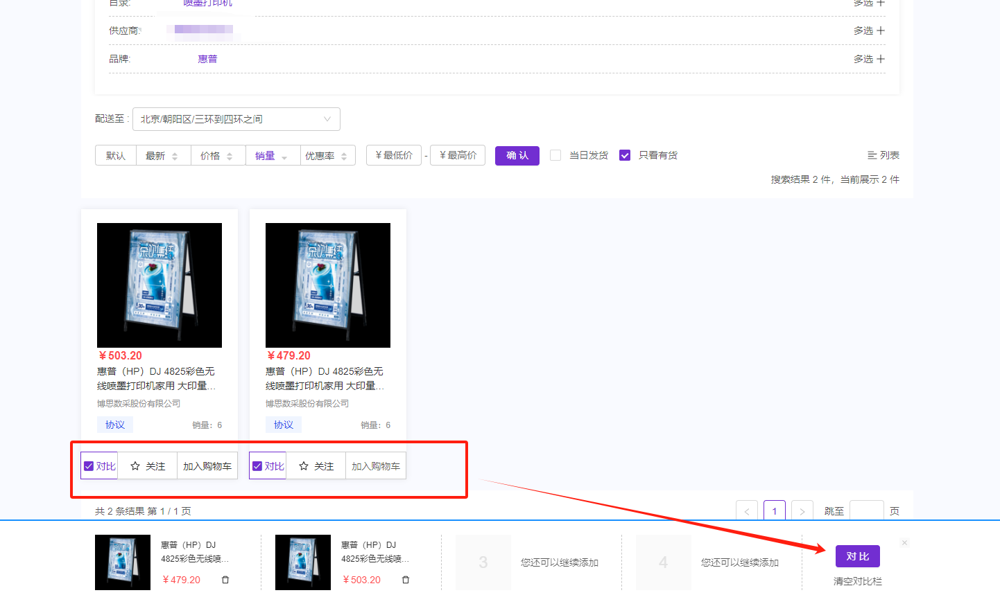 目录:
喷墨打印机
多选
供应商:
多选
品牌:
惠普
多选
配送至 :
北京/朝阳区/三环到四环之间
默认
最新
价格
销量
优惠率
¥最低价
-
¥最高价
确 认
当日发货
只看有货
列表
搜索结果 2 件，当前展示 2 件
¥503.20
惠普（HP）DJ 4825彩色无
线喷墨打印机家用 大印量...
博思数采股份有限公司
协议
销量：6
对比
关注
加入购物车
¥479.20
惠普（HP）DJ 4825彩色无
线喷墨打印机家用 大印量...
博思数采股份有限公司
协议
销量：6
对比
关注
加入购物车
共 2 条结果 第 1 / 1 页
<
1
>
跳至
页
惠普（HP）DJ
4825彩色无线喷...
¥479.20
惠普（HP）DJ
4825彩色无线喷...
¥503.20
3
您还可以继续添加
4
您还可以继续添加
对 比
清空对比栏